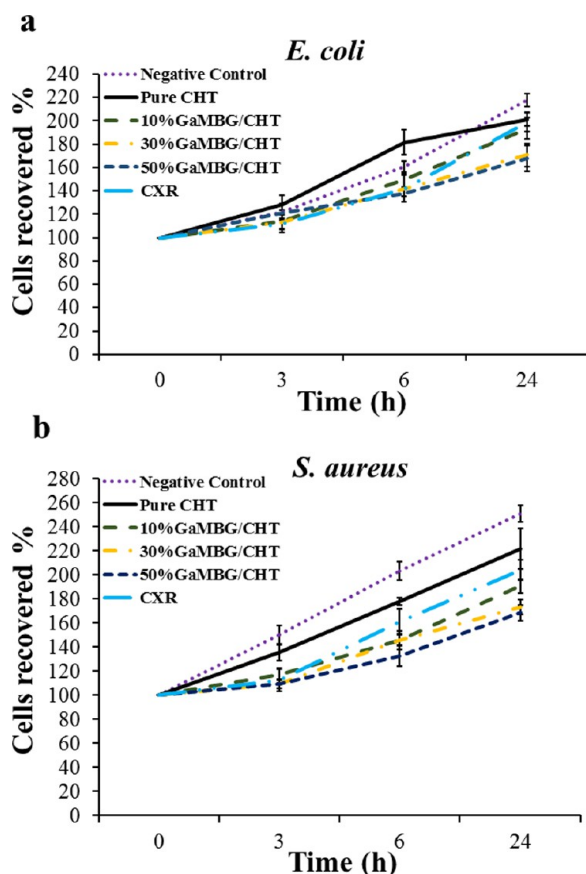 a
E. coli
Cells recovered %
240
220
200
180
160
140
120
100
80
60
40
20
0
Negative Control
Pure CHT
10%GaMBG/CHT
30%GaMBG/CHT
50%GaMBG/CHT
CXR
0 3 6 24
Time (h)
b
S. aureus
Cells recovered %
280
260
240
220
200
180
160
140
120
100
80
60
40
20
0
Negative Control
Pure CHT
10%GaMBG/CHT
30%GaMBG/CHT
50%GaMBG/CHT
CXR
0 3 6 24
Time (h)